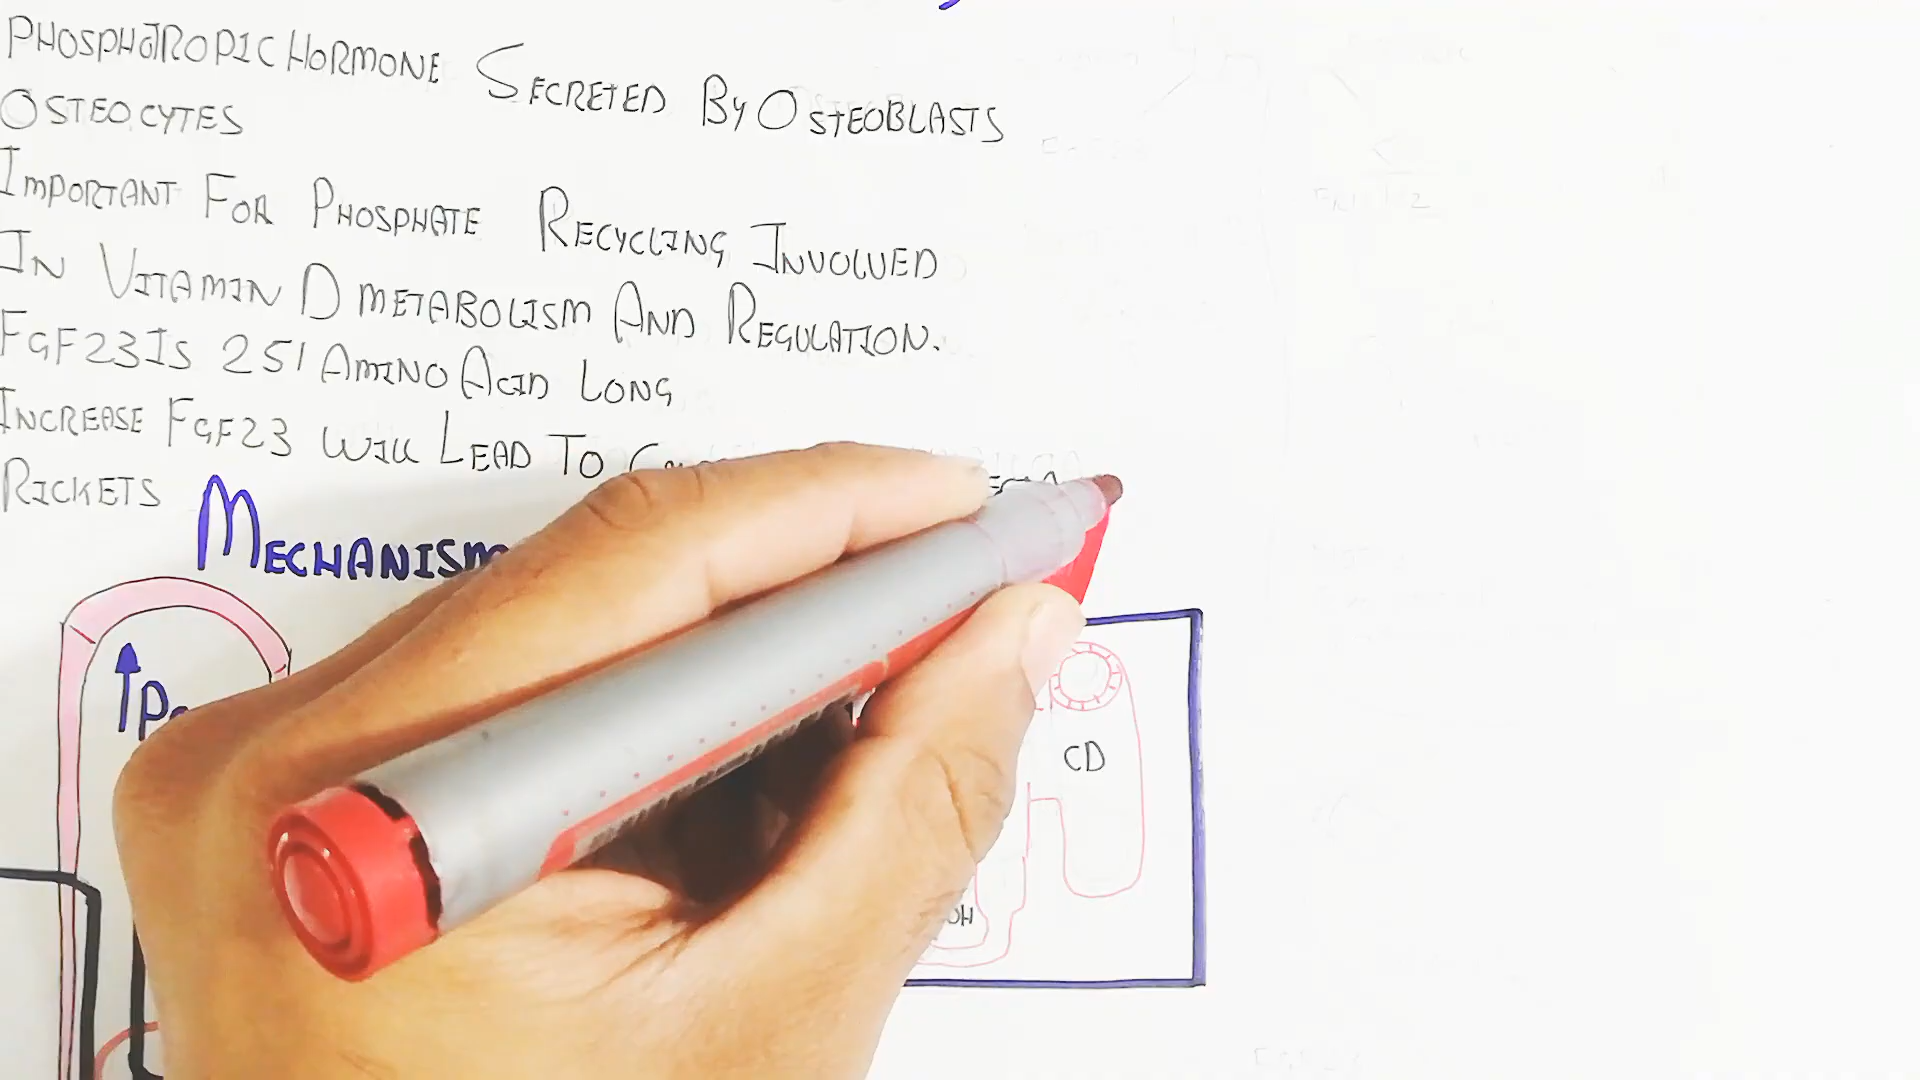 PHOSPHATROPIC HORMONE SECRETED BY OSTEOBLASTS
OSTEOCYTES
IMPORTANT FOR PHOSPHATE RECYCLING INVOLVED
IN VITAMIN D METABOLISM AND REGULATION.
FGF23 IS 251 AMINO ACID LONG
INCREASE FGF23 WILL LEAD TO
RICKETS
MECHANISM
CD